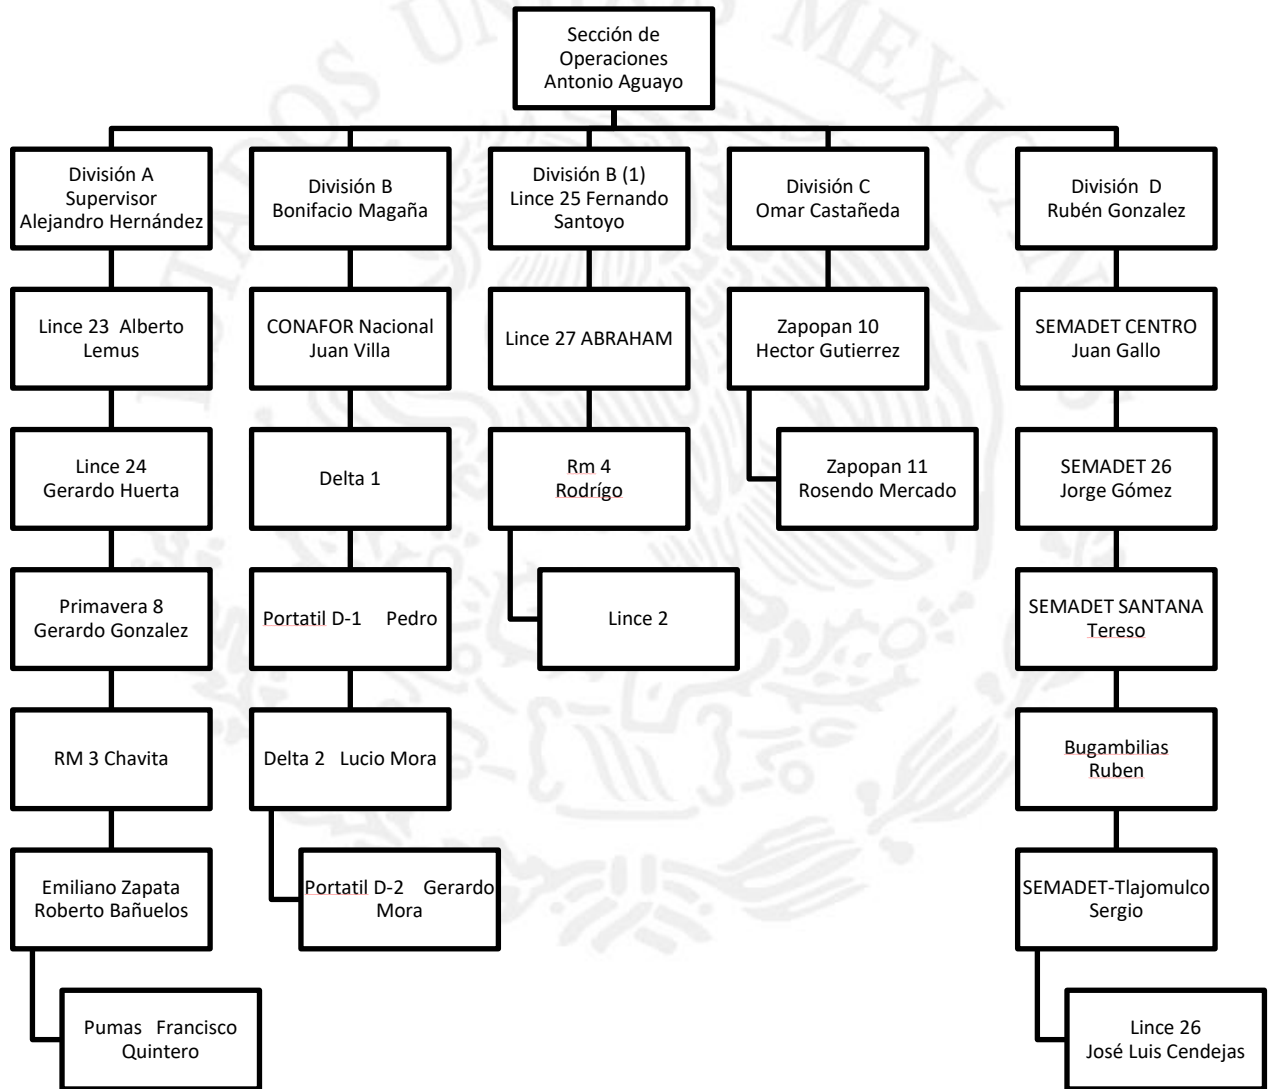 Sección de
Operaciones
Antonio Aguayo
División A
Supervisor
Alejandro Hernández
División B
Bonifacio Magaña
División B (1)
Lince 25 Fernando
Santoyo
División C
Omar Castañeda
División  D
Rubén Gonzalez
Lince 23  Alberto
Lemus
CONAFOR Nacional
Juan Villa
Lince 27 ABRAHAM
Zapopan 10
Hector Gutierrez
SEMADET CENTRO
Juan Gallo
Lince 24
Gerardo Huerta
Delta 1
Rm 4
Rodrígo
Zapopan 11
Rosendo Mercado
SEMADET 26
Jorge Gómez
Primavera 8
Gerardo Gonzalez
Portatil D-1    Pedro
Lince 2
SEMADET SANTANA
Tereso
RM 3 Chavita
Delta 2   Lucio Mora
Bugambilias
Ruben
Emiliano Zapata
Roberto Bañuelos
Portatil D-2    Gerardo
Mora
SEMADET-Tlajomulco
Sergio
Pumas   Francisco
Quintero
Lince 26
José Luis Cendejas
ESTADOS UNIDOS MEXICANOS